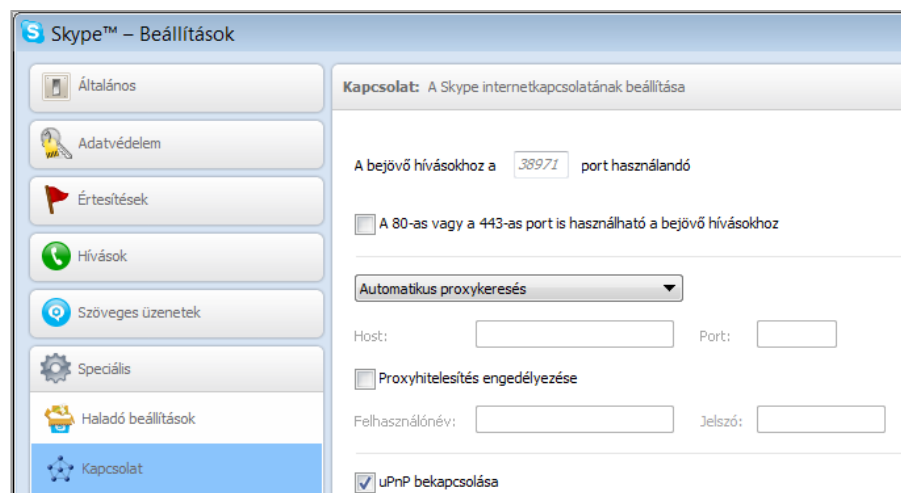 Skype™ – Beállítások
Általános
Adatvédelem
Értesítések
Hívások
Szöveges üzenetek
Speciális
Haladó beállítások
Kapcsolat
Kapcsolat: A Skype internetkapcsolatának beállítása
A bejövő hívásokhoz a 38971 port használandó
A 80-as vagy a 443-as port is használható a bejövő hívásokhoz
Automatikus proxykeresés
Host: Port:
Proxyhitelesítés engedélyezése
Felhasználónév: Jelszó:
uPnP bekapcsolása